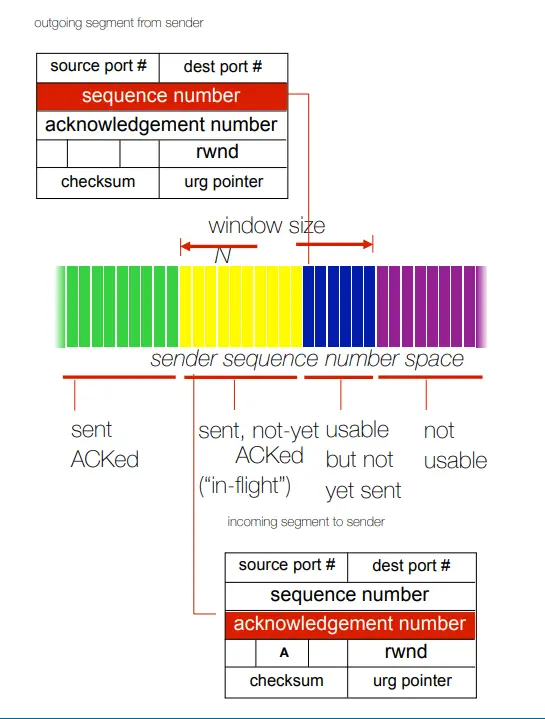 outgoing segment from sender
source port # dest port #
sequence number
acknowledgement number
rwnd
checksum urg pointer
window size
N
sender sequence number space
sent
ACKed
sent, not-yet
ACKed
("in-flight")
usable
but not
yet sent
not
usable
incoming segment to sender
source port # dest port #
sequence number
acknowledgement number
A rwnd
checksum urg pointer